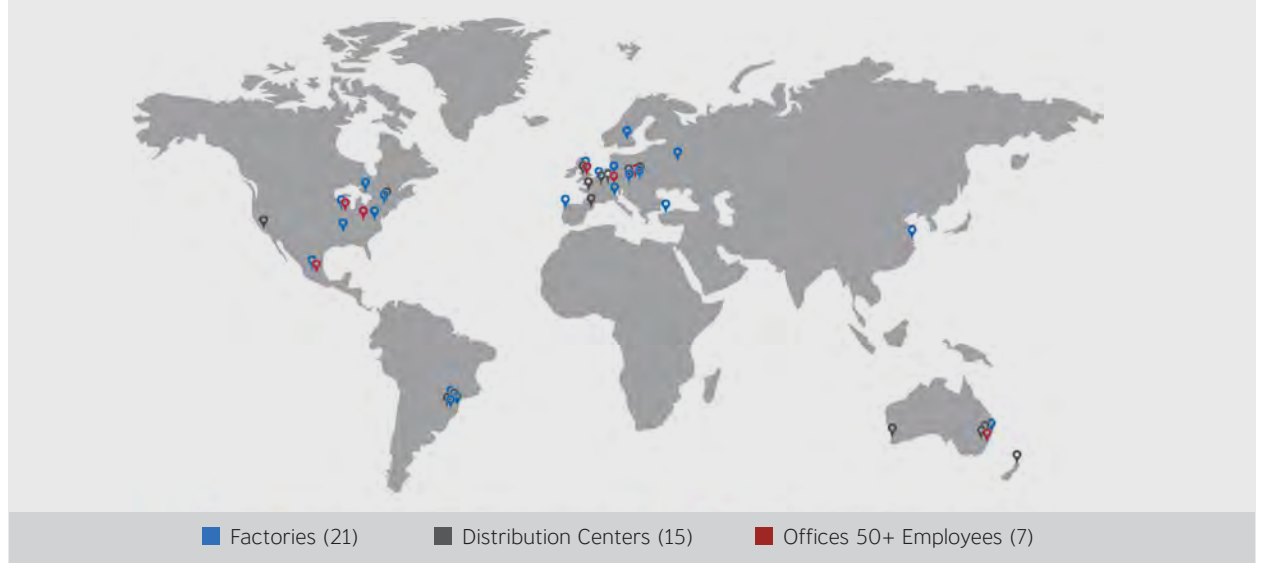 Factories (21) Distribution Centers (15) Offices 50+ Employees (7)